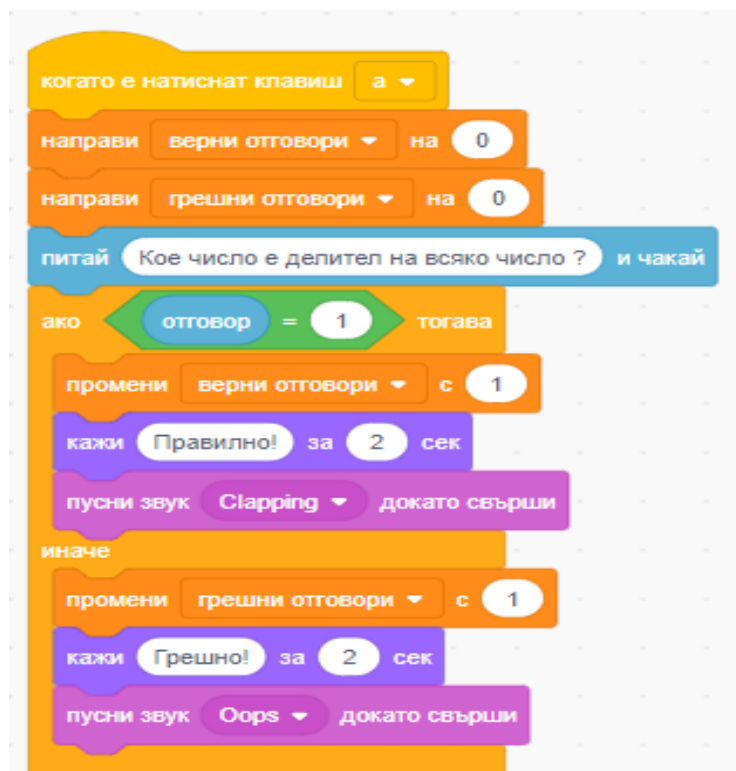 когато е натиснат клавиш a
направи верни отговори на 0
направи грешни отговори на 0
питай Кое число е делител на всяко число ? и чакай
ако отговор = 1 тогава
промени верни отговори с 1
кажи Правилно! за 2 сек
пусни звук Clapping докато свърши
иначе
промени грешни отговори с 1
кажи Грешно! за 2 сек
пусни звук Oops докато свърши